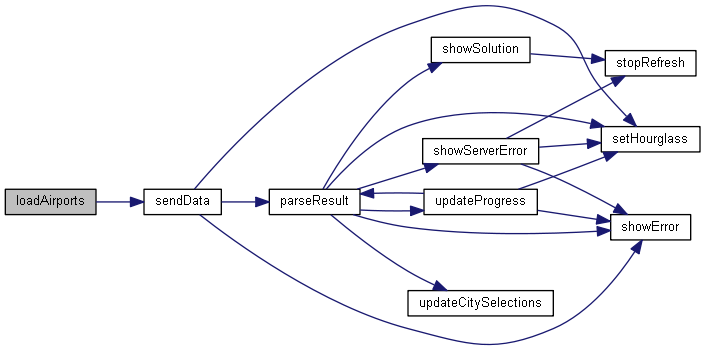 showSolution
stopRefresh
setHourglass
showServerError
loadAirports
sendData
parseResult
updateProgress
showError
updateCitySelections